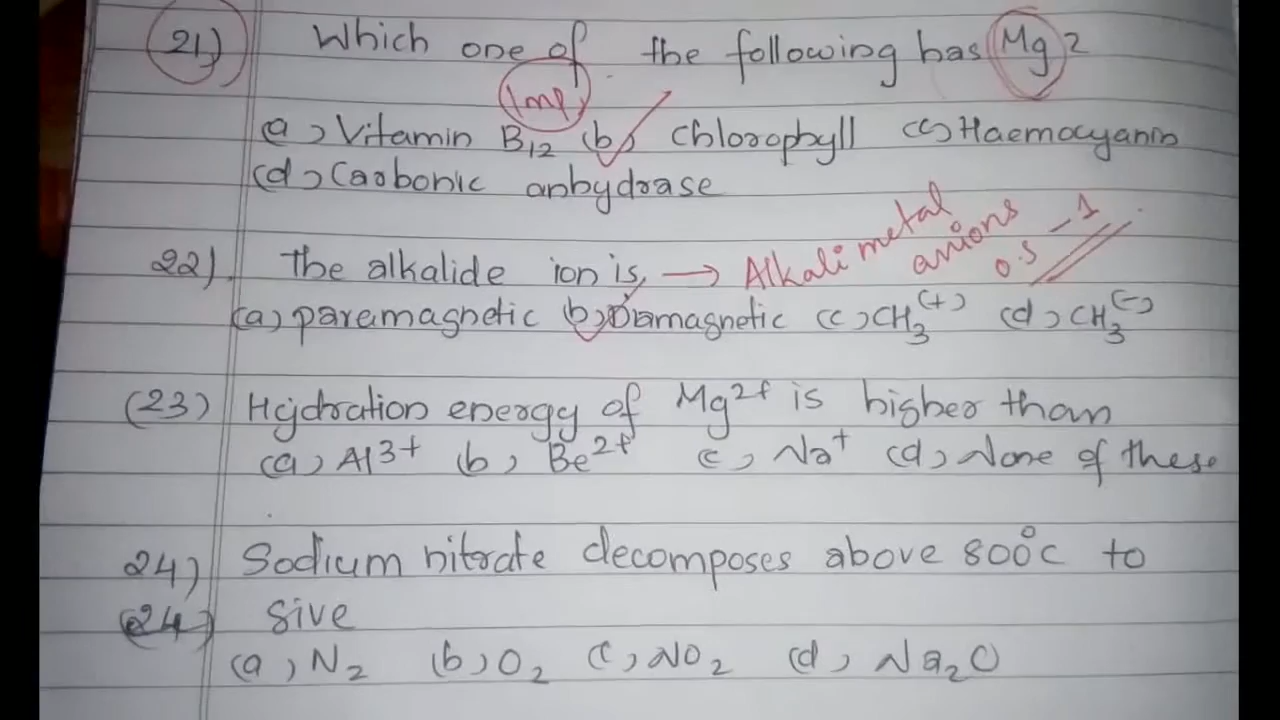 21) Which one of the following has Mg?
Imp
(a) Vitamin B12 (b) Chlorophyll (c) Haemocyanin
(d) Carbonic anhydrase
22) The alkalide ion is, → Alkali metal anions 0.5 -1
(a) paramagnetic (b) Diamagnetic (c) CH3(+) (d) CH3(-)
(23) Hydration energy of Mg2+ is higher than
(a) Al3+ (b) Be2+ (c) Na+ (d) None of these
24) Sodium nitrate decomposes above 800°C to
(24) give
(a) N2 (b) O2 (c) NO2 (d) Na2O